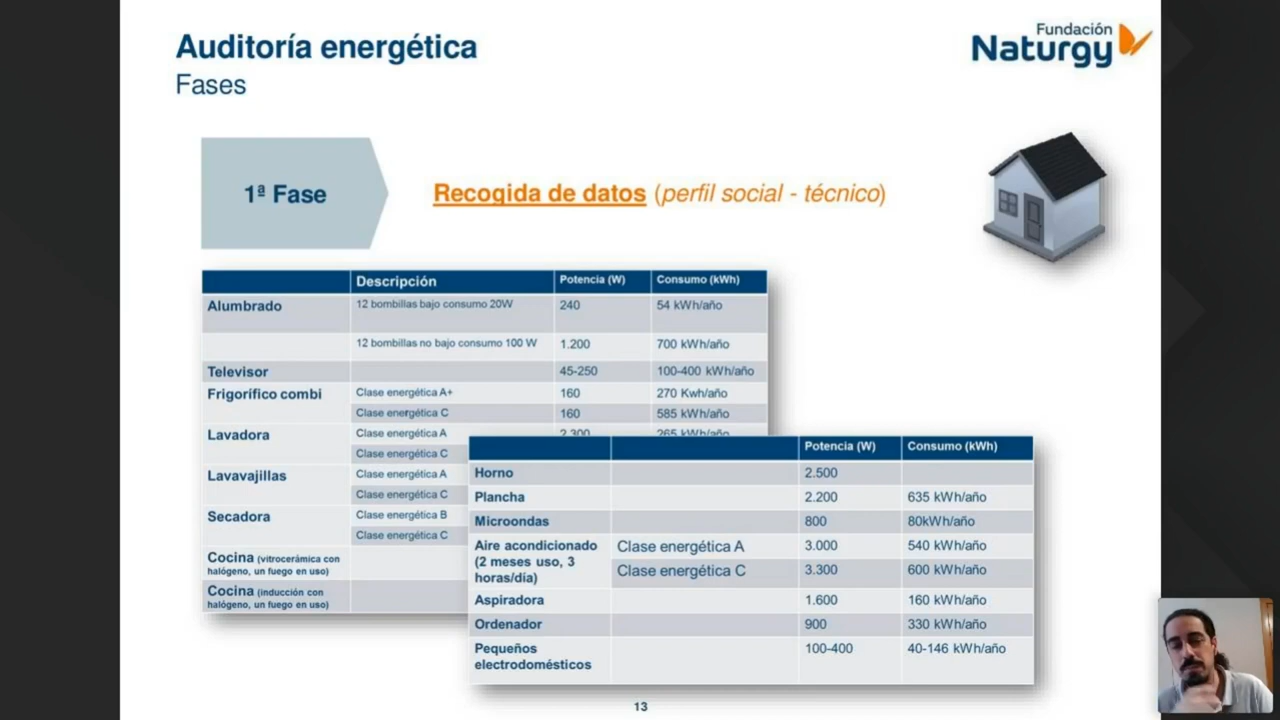 Auditoría energética
Fases
Fundación
Naturgy
1ª Fase
Recogida de datos (perfil social - técnico)
Descripción Potencia (W) Consumo (kWh)
Alumbrado 12 bombillas bajo consumo 20W 240 54 kWh/año
12 bombillas no bajo consumo 100 W 1.200 700 kWh/año
Televisor 45-250 100-400 kWh/año
Frigorífico combi Clase energética A+ 160 270 Kwh/año
Clase energética C 160 585 kWh/año
Lavadora Clase energética A 2.300 265 kWh/año
Clase energética C
Lavavajillas Clase energética A
Clase energética C
Secadora Clase energética B
Clase energética C
Cocina (vitrocerámica con
halógeno, un fuego en uso)
Cocina (inducción con
halógeno, un fuego en uso)
Potencia (W) Consumo (kWh)
Horno 2.500
Plancha 2.200 635 kWh/año
Microondas 800 80kWh/año
Aire acondicionado Clase energética A 3.000 540 kWh/año
(2 meses uso, 3
Clase energética C 3.300 600 kWh/año
horas/día)
Aspiradora 1.600 160 kWh/año
Ordenador 900 330 kWh/año
Pequeños 100-400 40-146 kWh/año
electrodomésticos
13